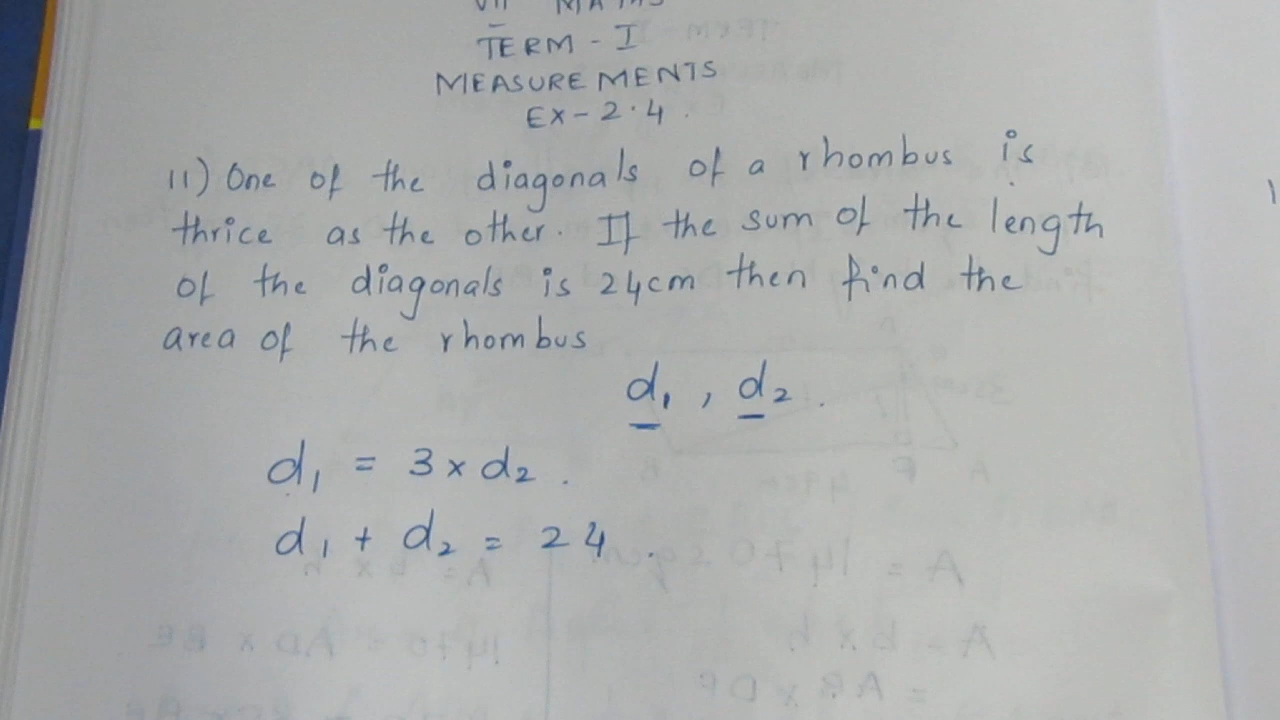 VII MATHS
TERM - I
MEASUREMENTS
EX - 2.4.
11) One of the diagonals of a rhombus is
thrice as the other. If the sum of the length
of the diagonals is 24cm then find the
area of the rhombus
d₁, d₂.
d₁ = 3 x d₂.
d₁ + d₂ = 24.